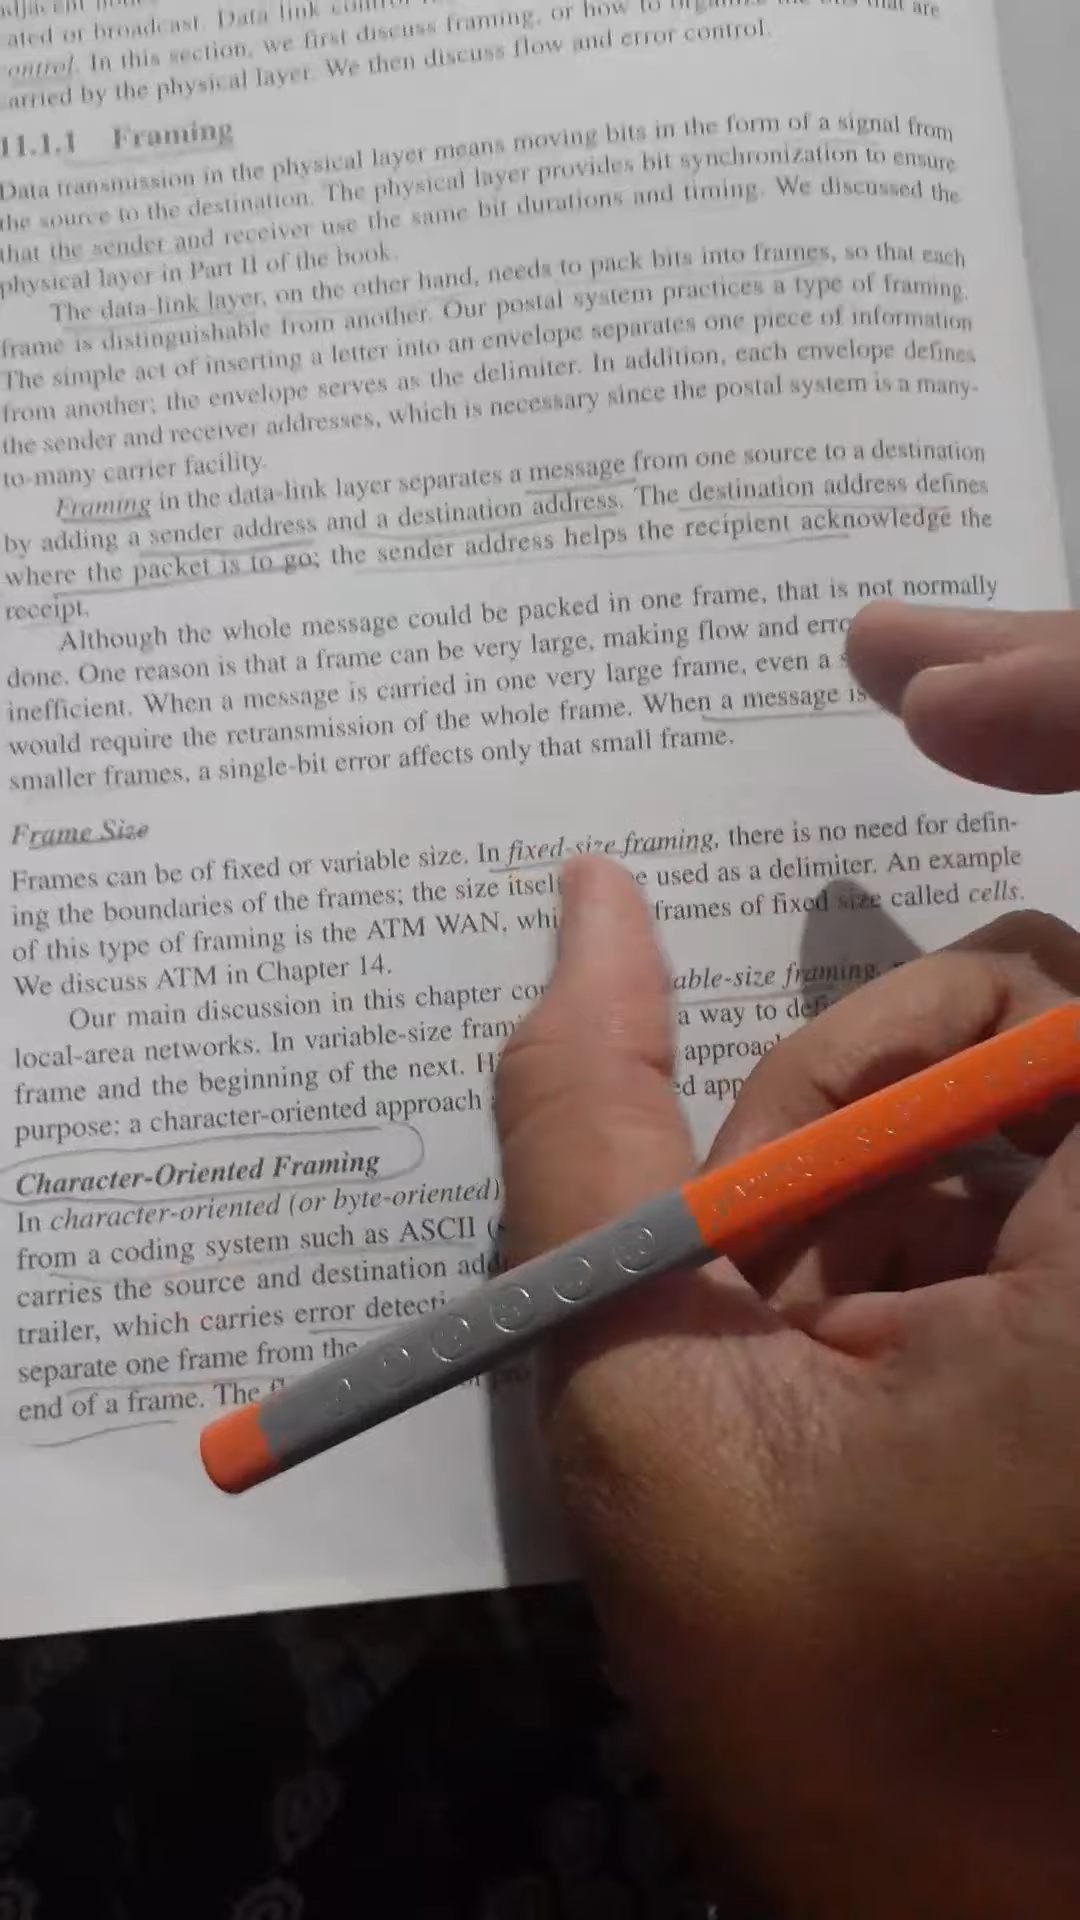 ated or broadcast. Data link
ontrol. In this section, we first discuss framing, or how to organize the bits that are
carried by the physical layer. We then discuss flow and error control.
11.1.1 Framing
Data transmission in the physical layer means moving bits in the form of a signal from
the source to the destination. The physical layer provides bit synchronization to ensure
that the sender and receiver use the same bit durations and timing. We discussed the
physical layer in Part II of the book.
The data-link layer, on the other hand, needs to pack bits into frames, so that each
frame is distinguishable from another. Our postal system practices a type of framing.
The simple act of inserting a letter into an envelope separates one piece of information
from another; the envelope serves as the delimiter. In addition, each envelope defines
the sender and receiver addresses, which is necessary since the postal system is a many-
to-many carrier facility.
Framing in the data-link layer separates a message from one source to a destination
by adding a sender address and a destination address. The destination address defines
where the packet is to go; the sender address helps the recipient acknowledge the
receipt.
Although the whole message could be packed in one frame, that is not normally
done. One reason is that a frame can be very large, making flow and erro
inefficient. When a message is carried in one very large frame, even a s
would require the retransmission of the whole frame. When a message is
smaller frames, a single-bit error affects only that small frame.
Frame Size
Frames can be of fixed or variable size. In fixed-size framing, there is no need for defin-
ing the boundaries of the frames; the size itself e used as a delimiter. An example
of this type of framing is the ATM WAN, whi frames of fixed size called cells.
We discuss ATM in Chapter 14.
Our main discussion in this chapter con able-size framing,
local-area networks. In variable-size frami a way to defi
frame and the beginning of the next. Hi approach
purpose: a character-oriented approach ed app
Character-Oriented Framing
In character-oriented (or byte-oriented)
from a coding system such as ASCII (
carries the source and destination add
trailer, which carries error detecti
separate one frame from the
end of a frame. The f